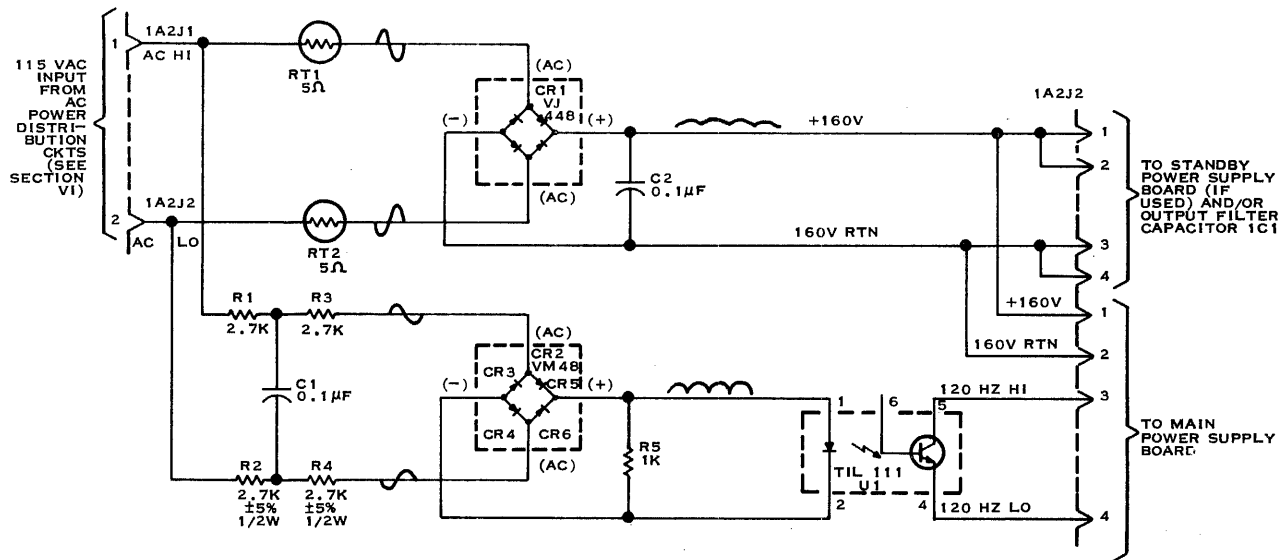 115 VAC
INPUT
FROM
AC
POWER
DISTRI-
BUTION
CKTS
(SEE
SECTION
VI)
1
1A2J1
AC HI
RT1
5Ω
2
1A2J2
AC LO
RT2
5Ω
(AC)
CR1
VJ
448
(-)
(+)
(AC)
C2
0.1μF
+160V
160V RTN
1A2J2
1
2
3
4
TO STANDBY
POWER SUPPLY
BOARD (IF
USED) AND/OR
OUTPUT FILTER
CAPACITOR 1C1
R1
2.7K
R3
2.7K
C1
0.1μF
R2
2.7K
±5%
1/2W
R4
2.7K
±5%
1/2W
(AC)
CR2
VM48
CR3
CR5
(-)
(+)
CR4
CR6
(AC)
R5
1K
1
6
5
TIL 111
U1
2
4
+160V
1
160V RTN
2
120 HZ HI
3
120 HZ LO
4
TO MAIN
POWER SUPPLY
BOARD